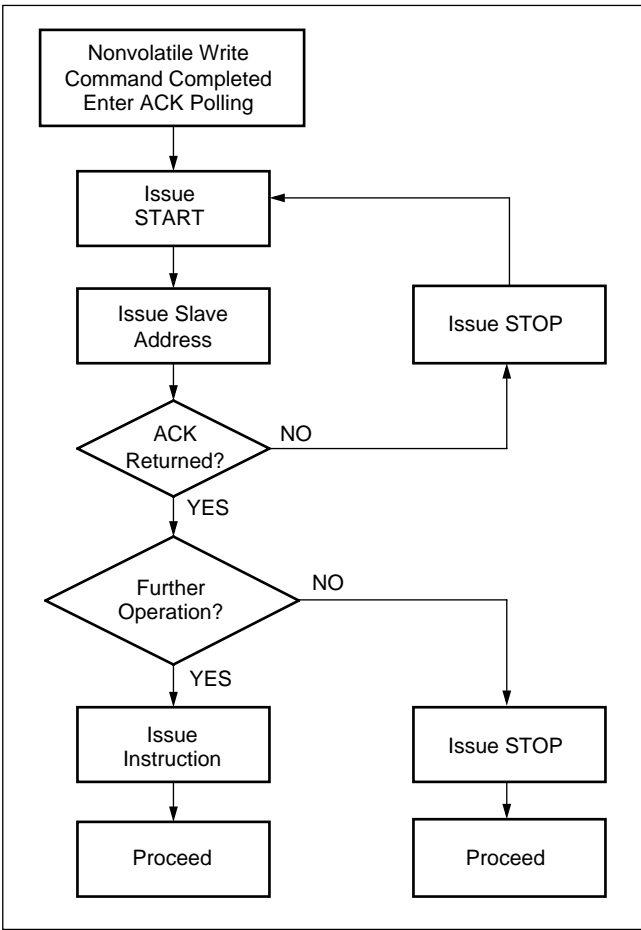 Nonvolatile Write
Command Completed
Enter ACK Polling
Issue
START
Issue Slave
Address
Issue STOP
ACK
Returned?
NO
YES
Further
Operation?
NO
YES
Issue
Instruction
Issue STOP
Proceed
Proceed